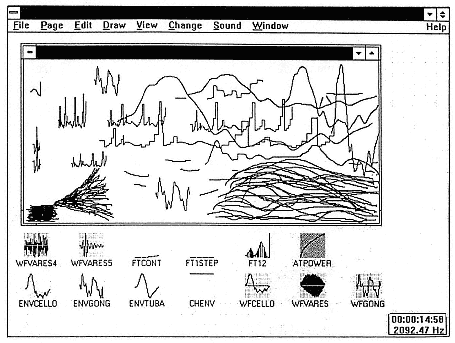 File Page Edit Draw View Change Sound Window Help
WFVARES4 WFVARES5 FTCONT FT1STEP FT12 ATPOWER
ENVCELLO ENVGONG ENVTUBA CHENV WFCELLO WFVARES WFGONG
00:00:14:58
2092.47 Hz